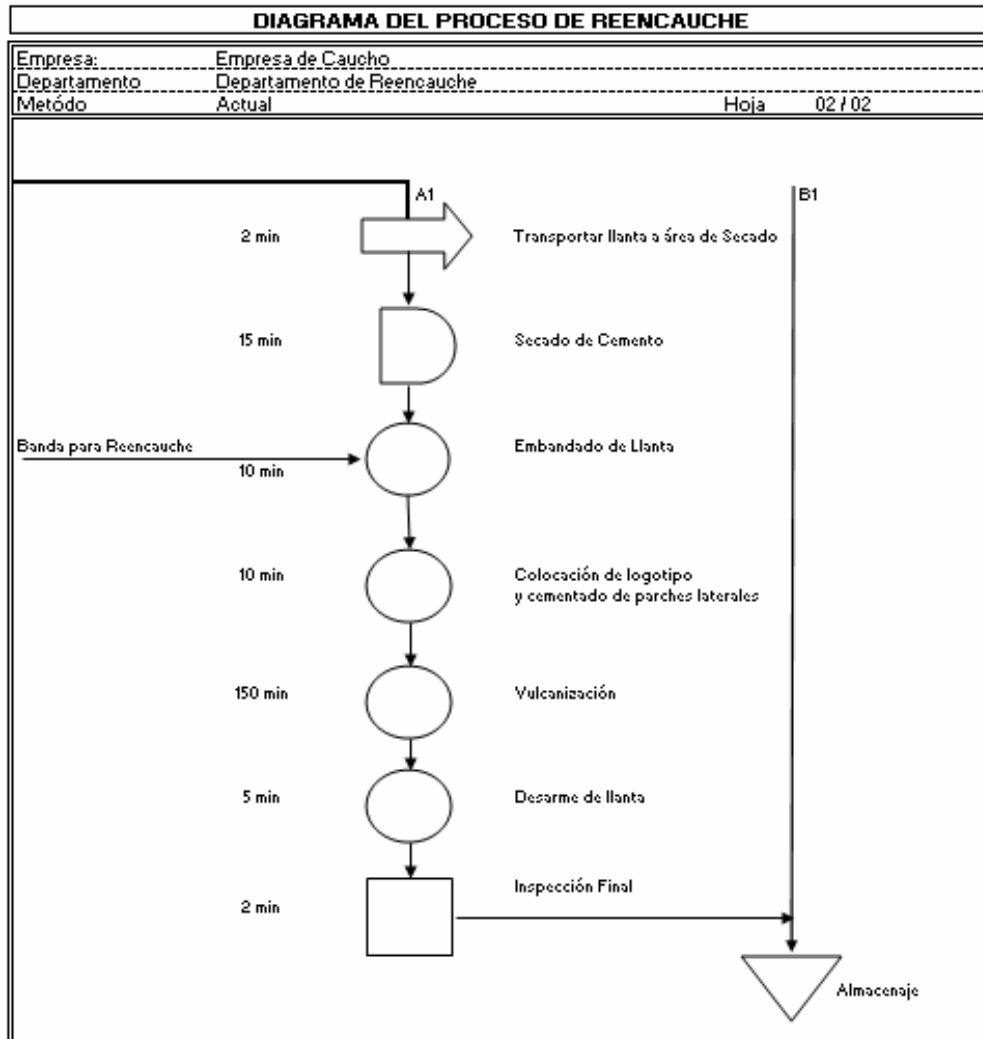 DIAGRAMA DEL PROCESO DE REENCAUCHE
Empresa: Empresa de Caucho
Departamento Departamento de Reencauche
Metódo Actual Hoja 02 / 02
A1
B1
2 min Transportar llanta a área de Secado
15 min Secado de Cemento
Banda para Reencauche
10 min
Embandado de Llanta
10 min Colocación de logotipo
y cementado de parches laterales
150 min Vulcanización
5 min Desarme de llanta
2 min Inspección Final
Almacenaje